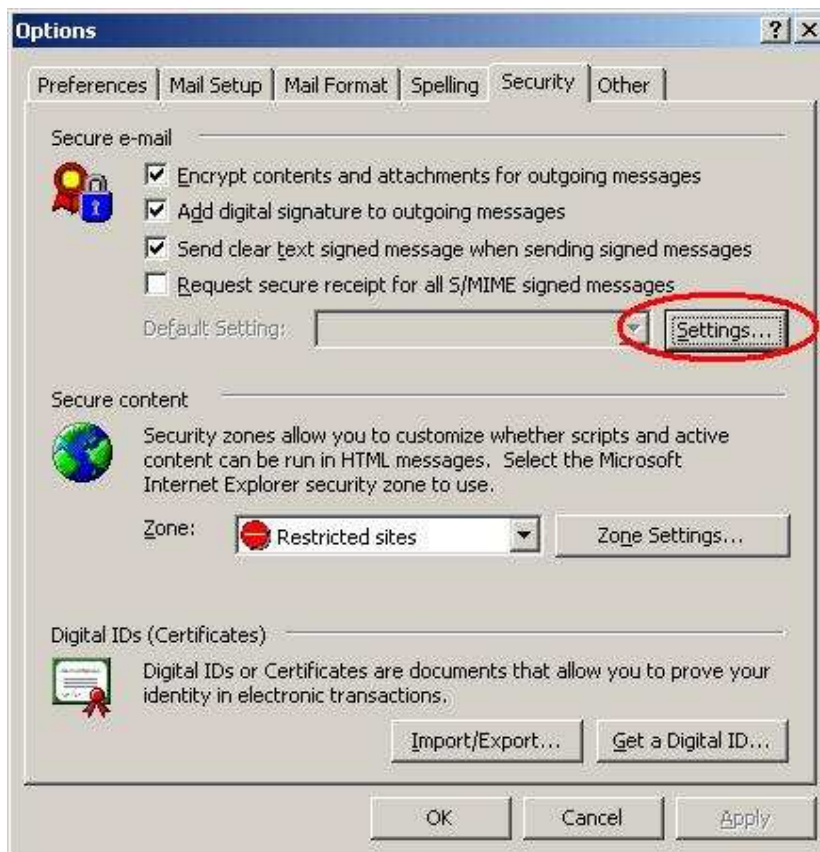 Options
Preferences Mail Setup Mail Format Spelling Security Other
Secure e-mail
Encrypt contents and attachments for outgoing messages
Add digital signature to outgoing messages
Send clear text signed message when sending signed messages
Request secure receipt for all S/MIME signed messages
Default Setting: Settings...
Secure content
Security zones allow you to customize whether scripts and active
content can be run in HTML messages. Select the Microsoft
Internet Explorer security zone to use.
Zone: Restricted sites Zone Settings...
Digital IDs (Certificates)
Digital IDs or Certificates are documents that allow you to prove your
identity in electronic transactions.
Import/Export... Get a Digital ID...
OK Cancel Apply